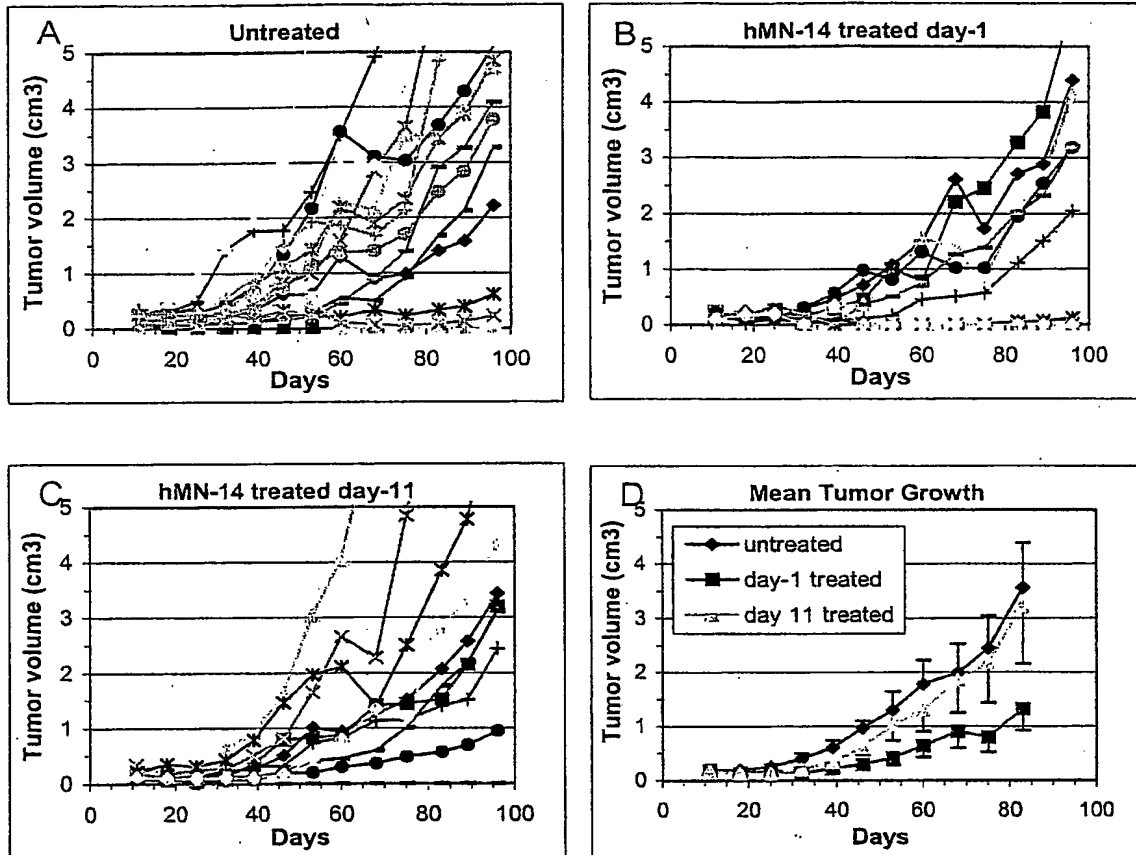 A
Untreated
Tumor volume (cm3)
5
4
3
2
1
0
0 20 40 60 80 100
Days
B
hMN-14 treated day-1
Tumor volume (cm3)
5
4
3
2
1
0
0 20 40 60 80 100
Days
C
hMN-14 treated day-11
Tumor volume (cm3)
5
4
3
2
1
0
0 20 40 60 80 100
Days
D
Mean Tumor Growth
Tumor volume (cm3)
5
4
3
2
1
0
untreated
day-1 treated
day 11 treated
0 20 40 60 80 100
Days